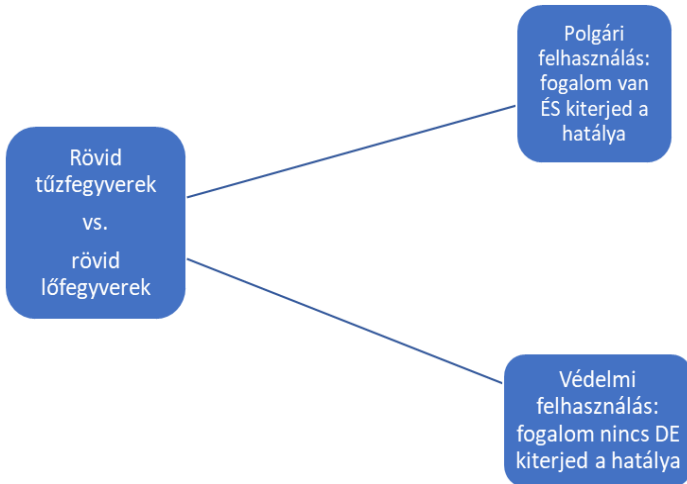 Polgári
felhasználás:
fogalom van
ÉS kiterjed a
hatálya
Rövid
tűzfegyverek
vs.
rövid
lőfegyverek
Védelmi
felhasználás:
fogalom nincs DE
kiterjed a hatálya